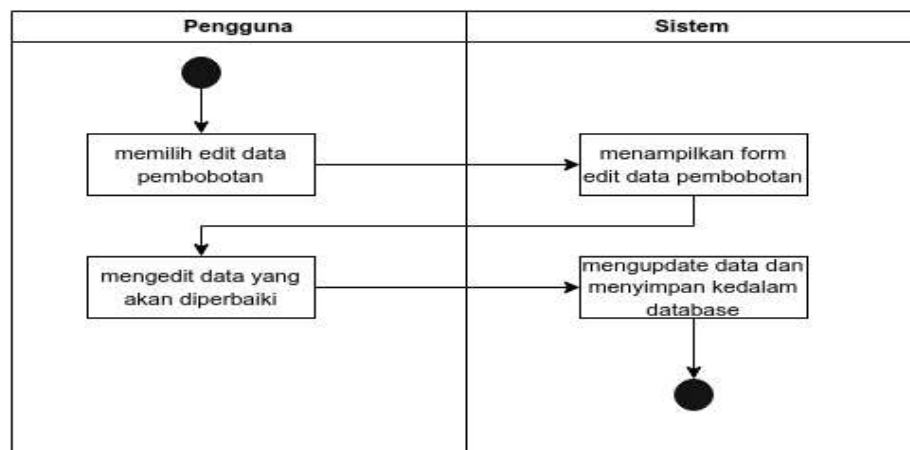 Pengguna
Sistem
memilih edit data
pembobotan
menampilkan form
edit data pembobotan
mengedit data yang
akan diperbaiki
mengupdate data dan
menyimpan kedalam
database